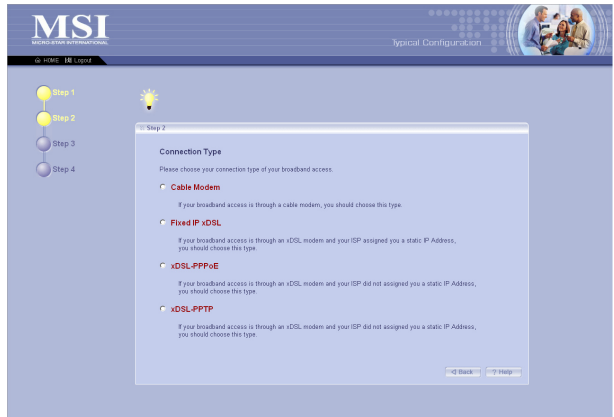 MSI
MICRO-STAR INTERNATIONAL
Typical Configuration
HOME Logout
Step 1
Step 2
Step 3
Step 4
Step 2
Connection Type
Please choose your connection type of your broadband access.
Cable Modem
If your broadband access is through a cable modem, you should choose this type.
Fixed IP xDSL
If your broadband access is through an xDSL modem and your ISP assigned you a static IP Address,
you should choose this type.
xDSL-PPPoE
If your broadband access is through an xDSL modem and your ISP did not assigned you a static IP Address,
you should choose this type.
xDSL-PPTP
If your broadband access is through an xDSL modem and your ISP did not assigned you a static IP Address,
you should choose this type.
Back ? Help